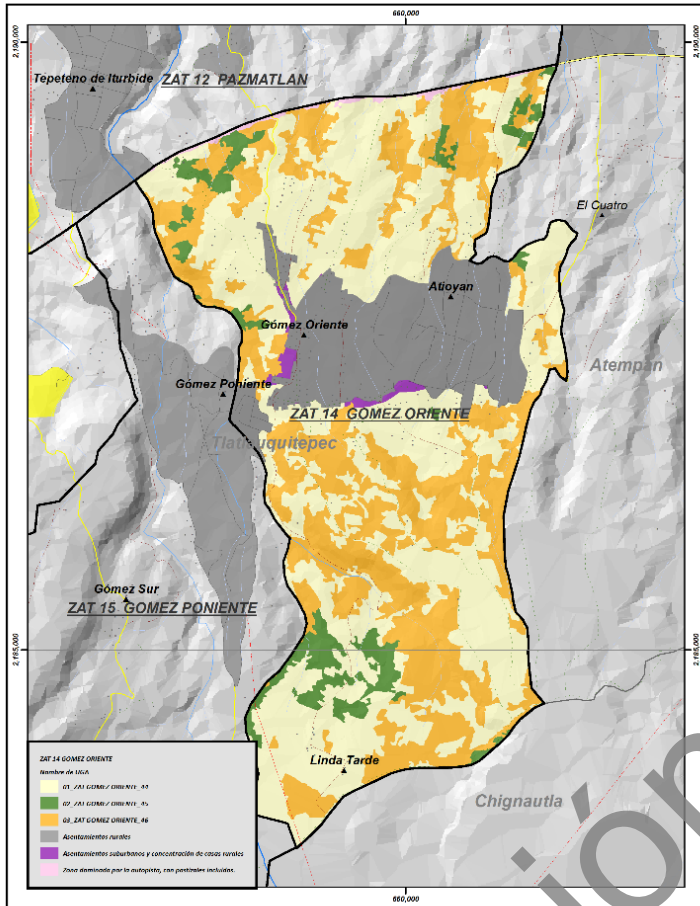 660,000
2,190,000
2,190,000
Tepeteno de Iturbide
ZAT 12 PAZMATLAN
El Cuatro
Atioyan
Gómez Oriente
Atempan
Gómez Poniente
ZAT 14 GOMEZ ORIENTE
Tlatlauquitepec
Gómez Sur
ZAT 15 GOMEZ PONIENTE
2,185,000
2,185,000
Linda Tarde
Chignautla
ZAT 14 GOMEZ ORIENTE
Nombre de UGA
01_ZAT GOMEZ ORIENTE_44
02_ZAT GOMEZ ORIENTE_45
03_ZAT GOMEZ ORIENTE_46
Asentamientos rurales
Asentamientos suburbanos y concentración de casas rurales
Zona dominada por la autopista, con pastizales incluidos.
ión
660,000